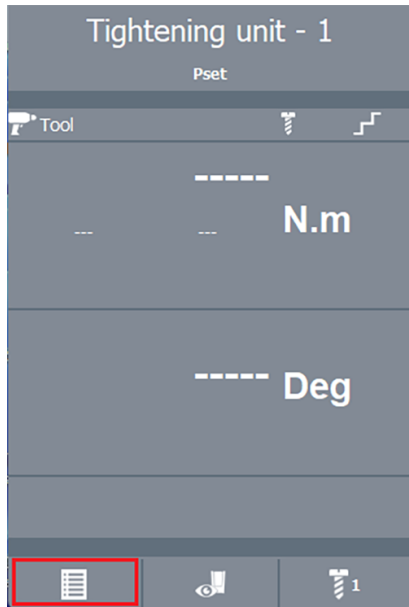 Tightening unit - 1
Pset
Tool
-----
--- --- N.m
----- Deg
1